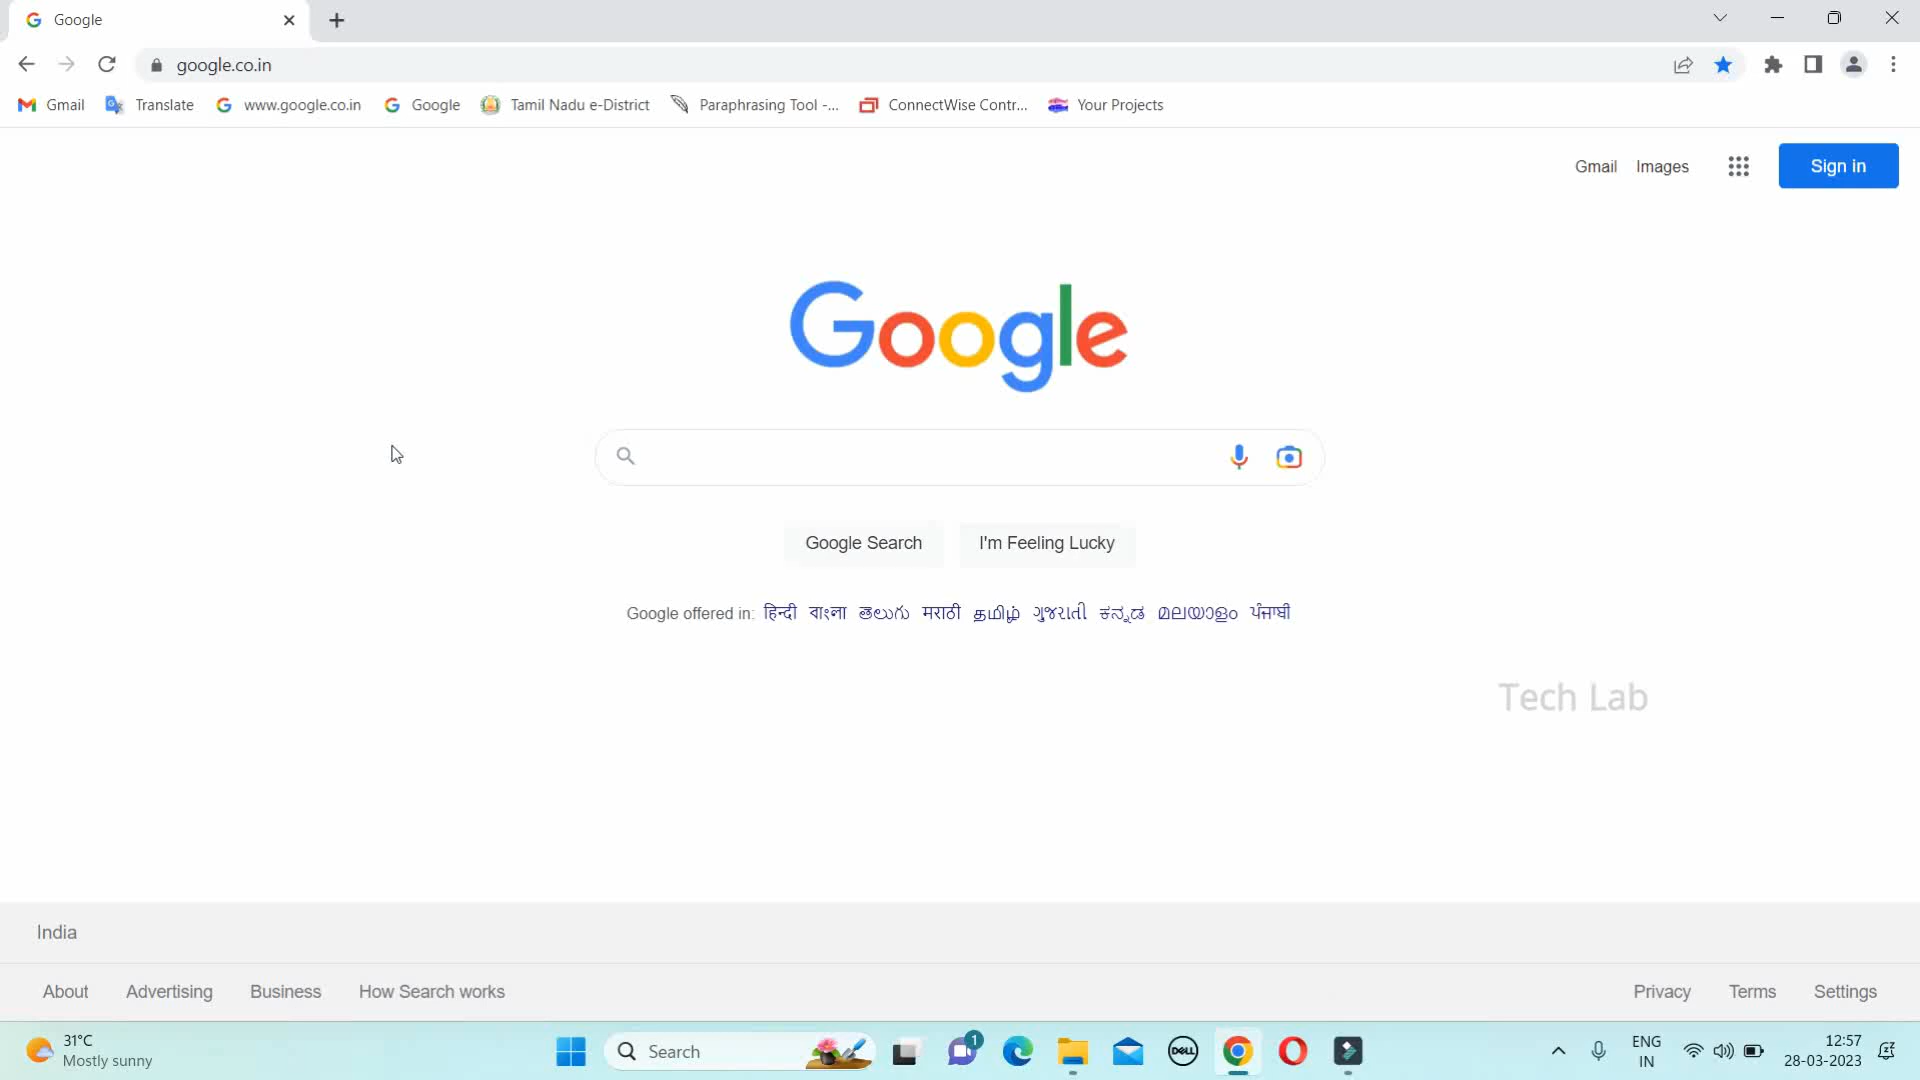 Google
google.co.in
Gmail Translate www.google.co.in Google Tamil Nadu e-District Paraphrasing Tool -... ConnectWise Contr... Your Projects
Gmail Images Sign in
Google
Google Search I'm Feeling Lucky
Google offered in: हिन्दी বাংলা తెలుగు मराठी தமிழ் ગુજરાતી ಕನ್ನಡ മലയാളം ਪੰਜਾਬੀ
Tech Lab
India
About Advertising Business How Search works Privacy Terms Settings
31°C
Mostly sunny
Search
1
DELL
ENG
IN
12:57
28-03-2023